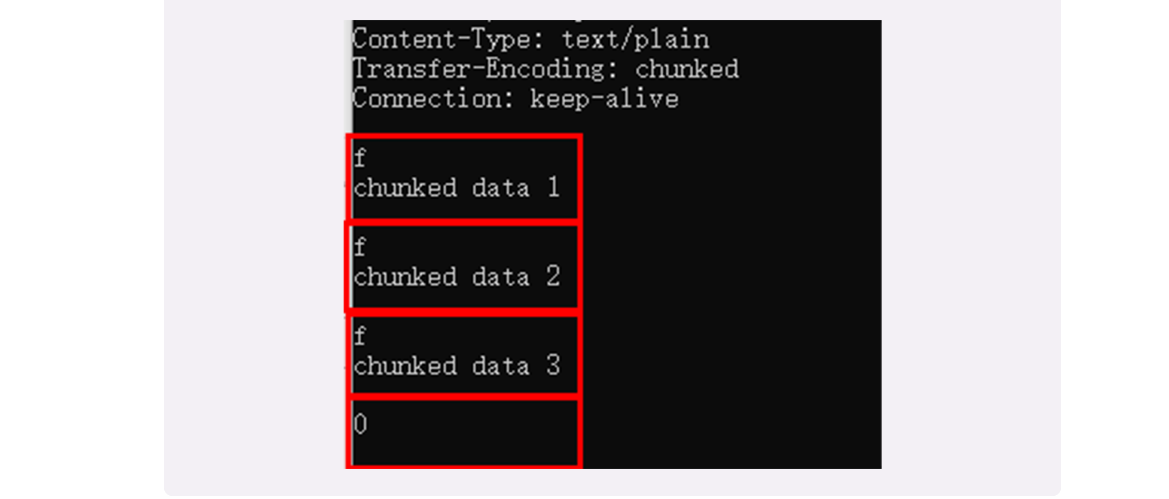 Content-Type: text/plain
Transfer-Encoding: chunked
Connection: keep-alive
f
chunked data 1
f
chunked data 2
f
chunked data 3
0